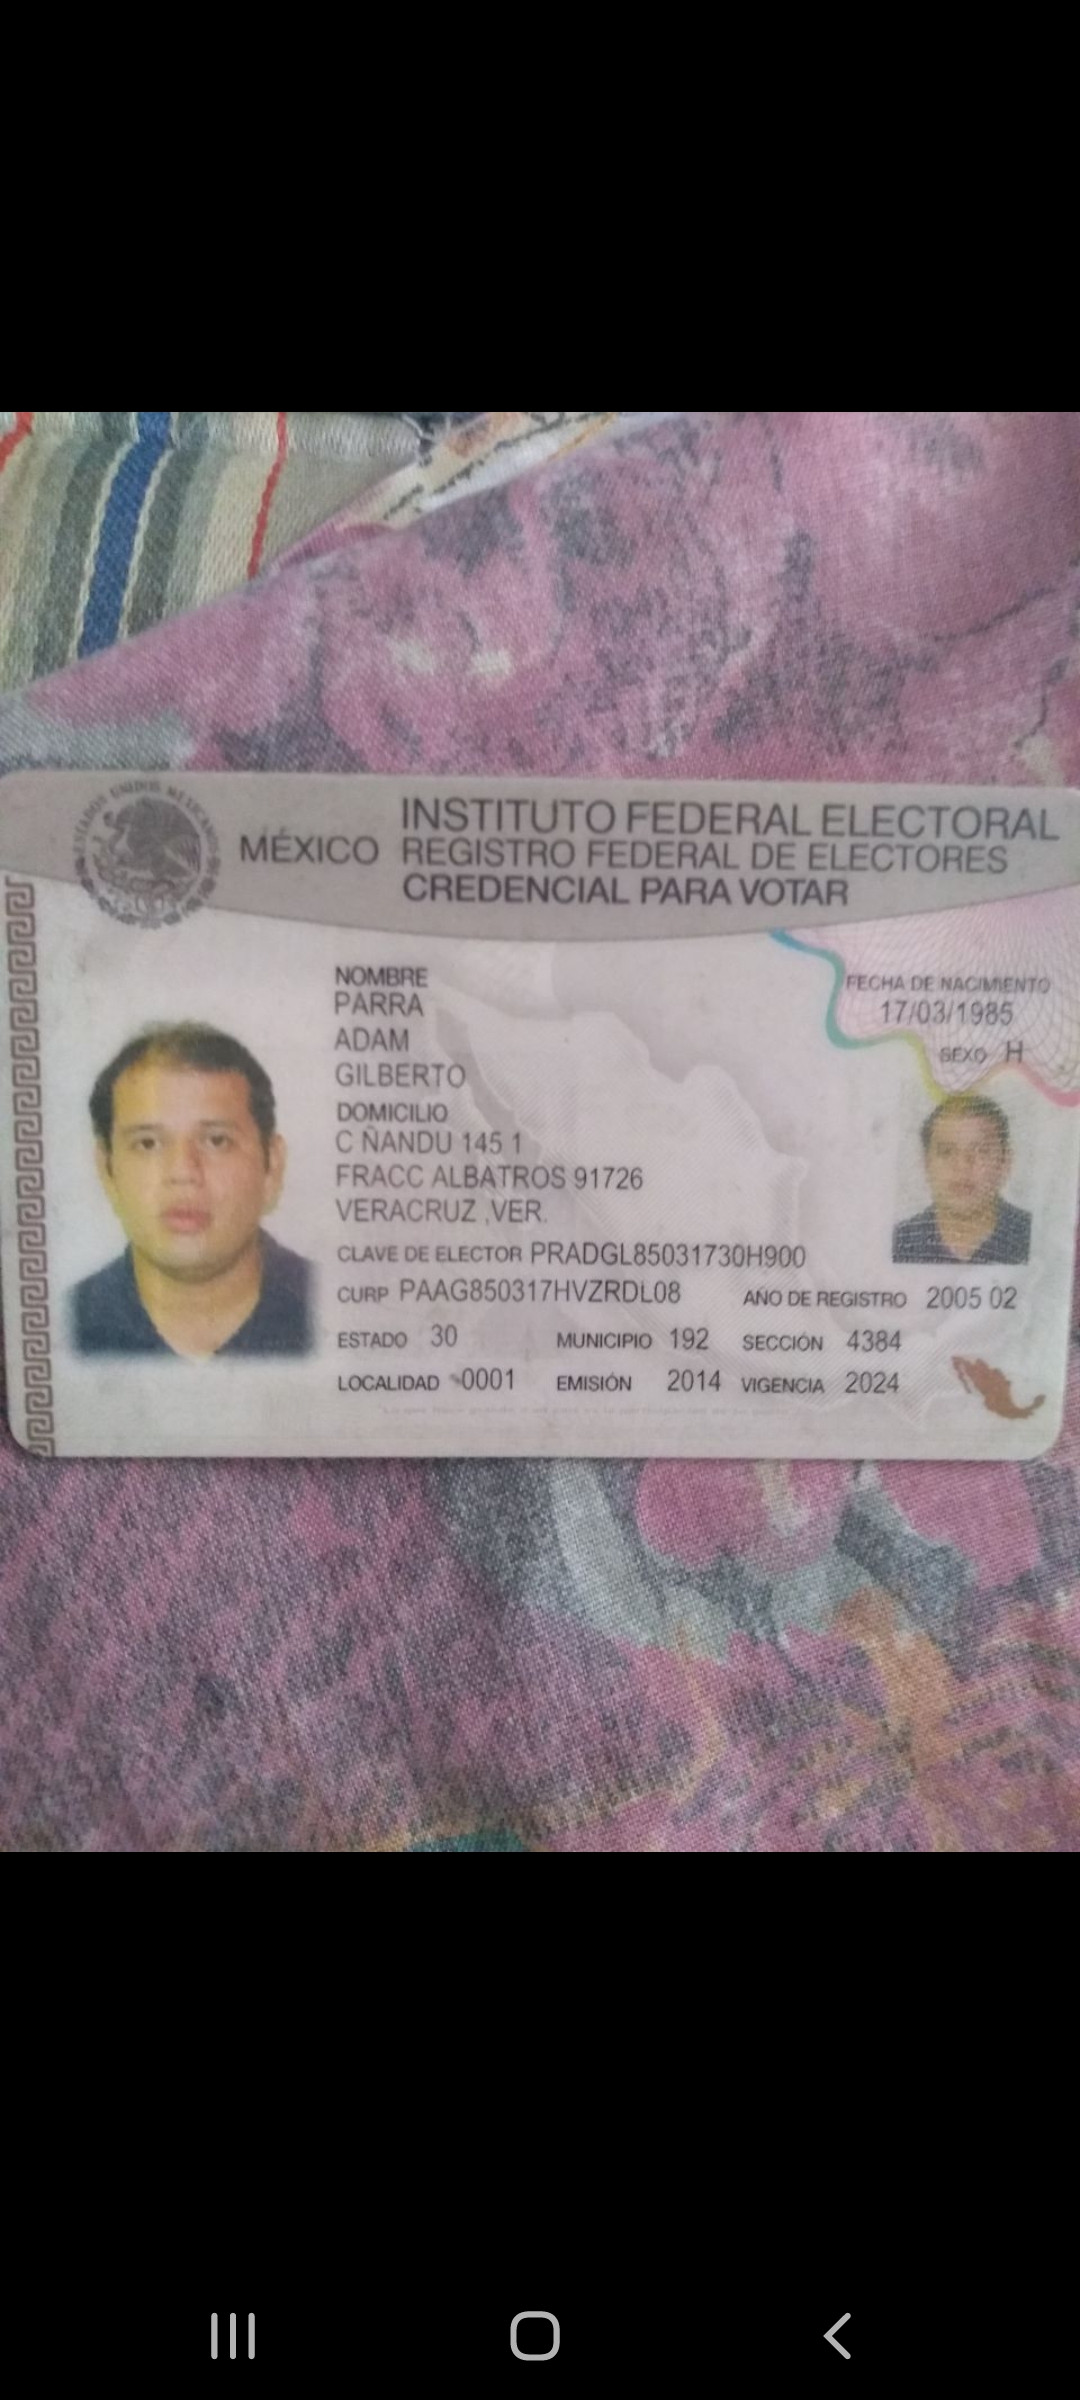 ESTADOS UNIDOS MEXICANOS
MÉXICO
INSTITUTO FEDERAL ELECTORAL
REGISTRO FEDERAL DE ELECTORES
CREDENCIAL PARA VOTAR
NOMBRE
PARRA
ADAM
GILBERTO
FECHA DE NACIMIENTO
17/03/1985
SEXO H
DOMICILIO
C ÑANDU 145 1
FRACC ALBATROS 91726
VERACRUZ ,VER.
CLAVE DE ELECTOR PRADGL85031730H900
CURP PAAG850317HVZRDL08 AÑO DE REGISTRO 2005 02
ESTADO 30 MUNICIPIO 192 SECCIÓN 4384
LOCALIDAD 0001 EMISIÓN 2014 VIGENCIA 2024